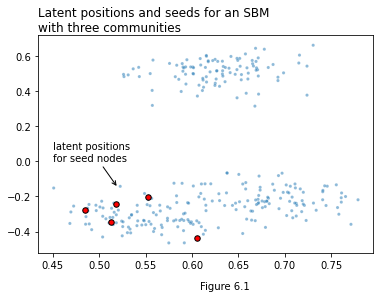 Latent positions and seeds for an SBM
with three communities
0.6
0.4
0.2
0.0
−0.2
−0.4
latent positions
for seed nodes
0.45 0.50 0.55 0.60 0.65 0.70 0.75
Figure 6.1